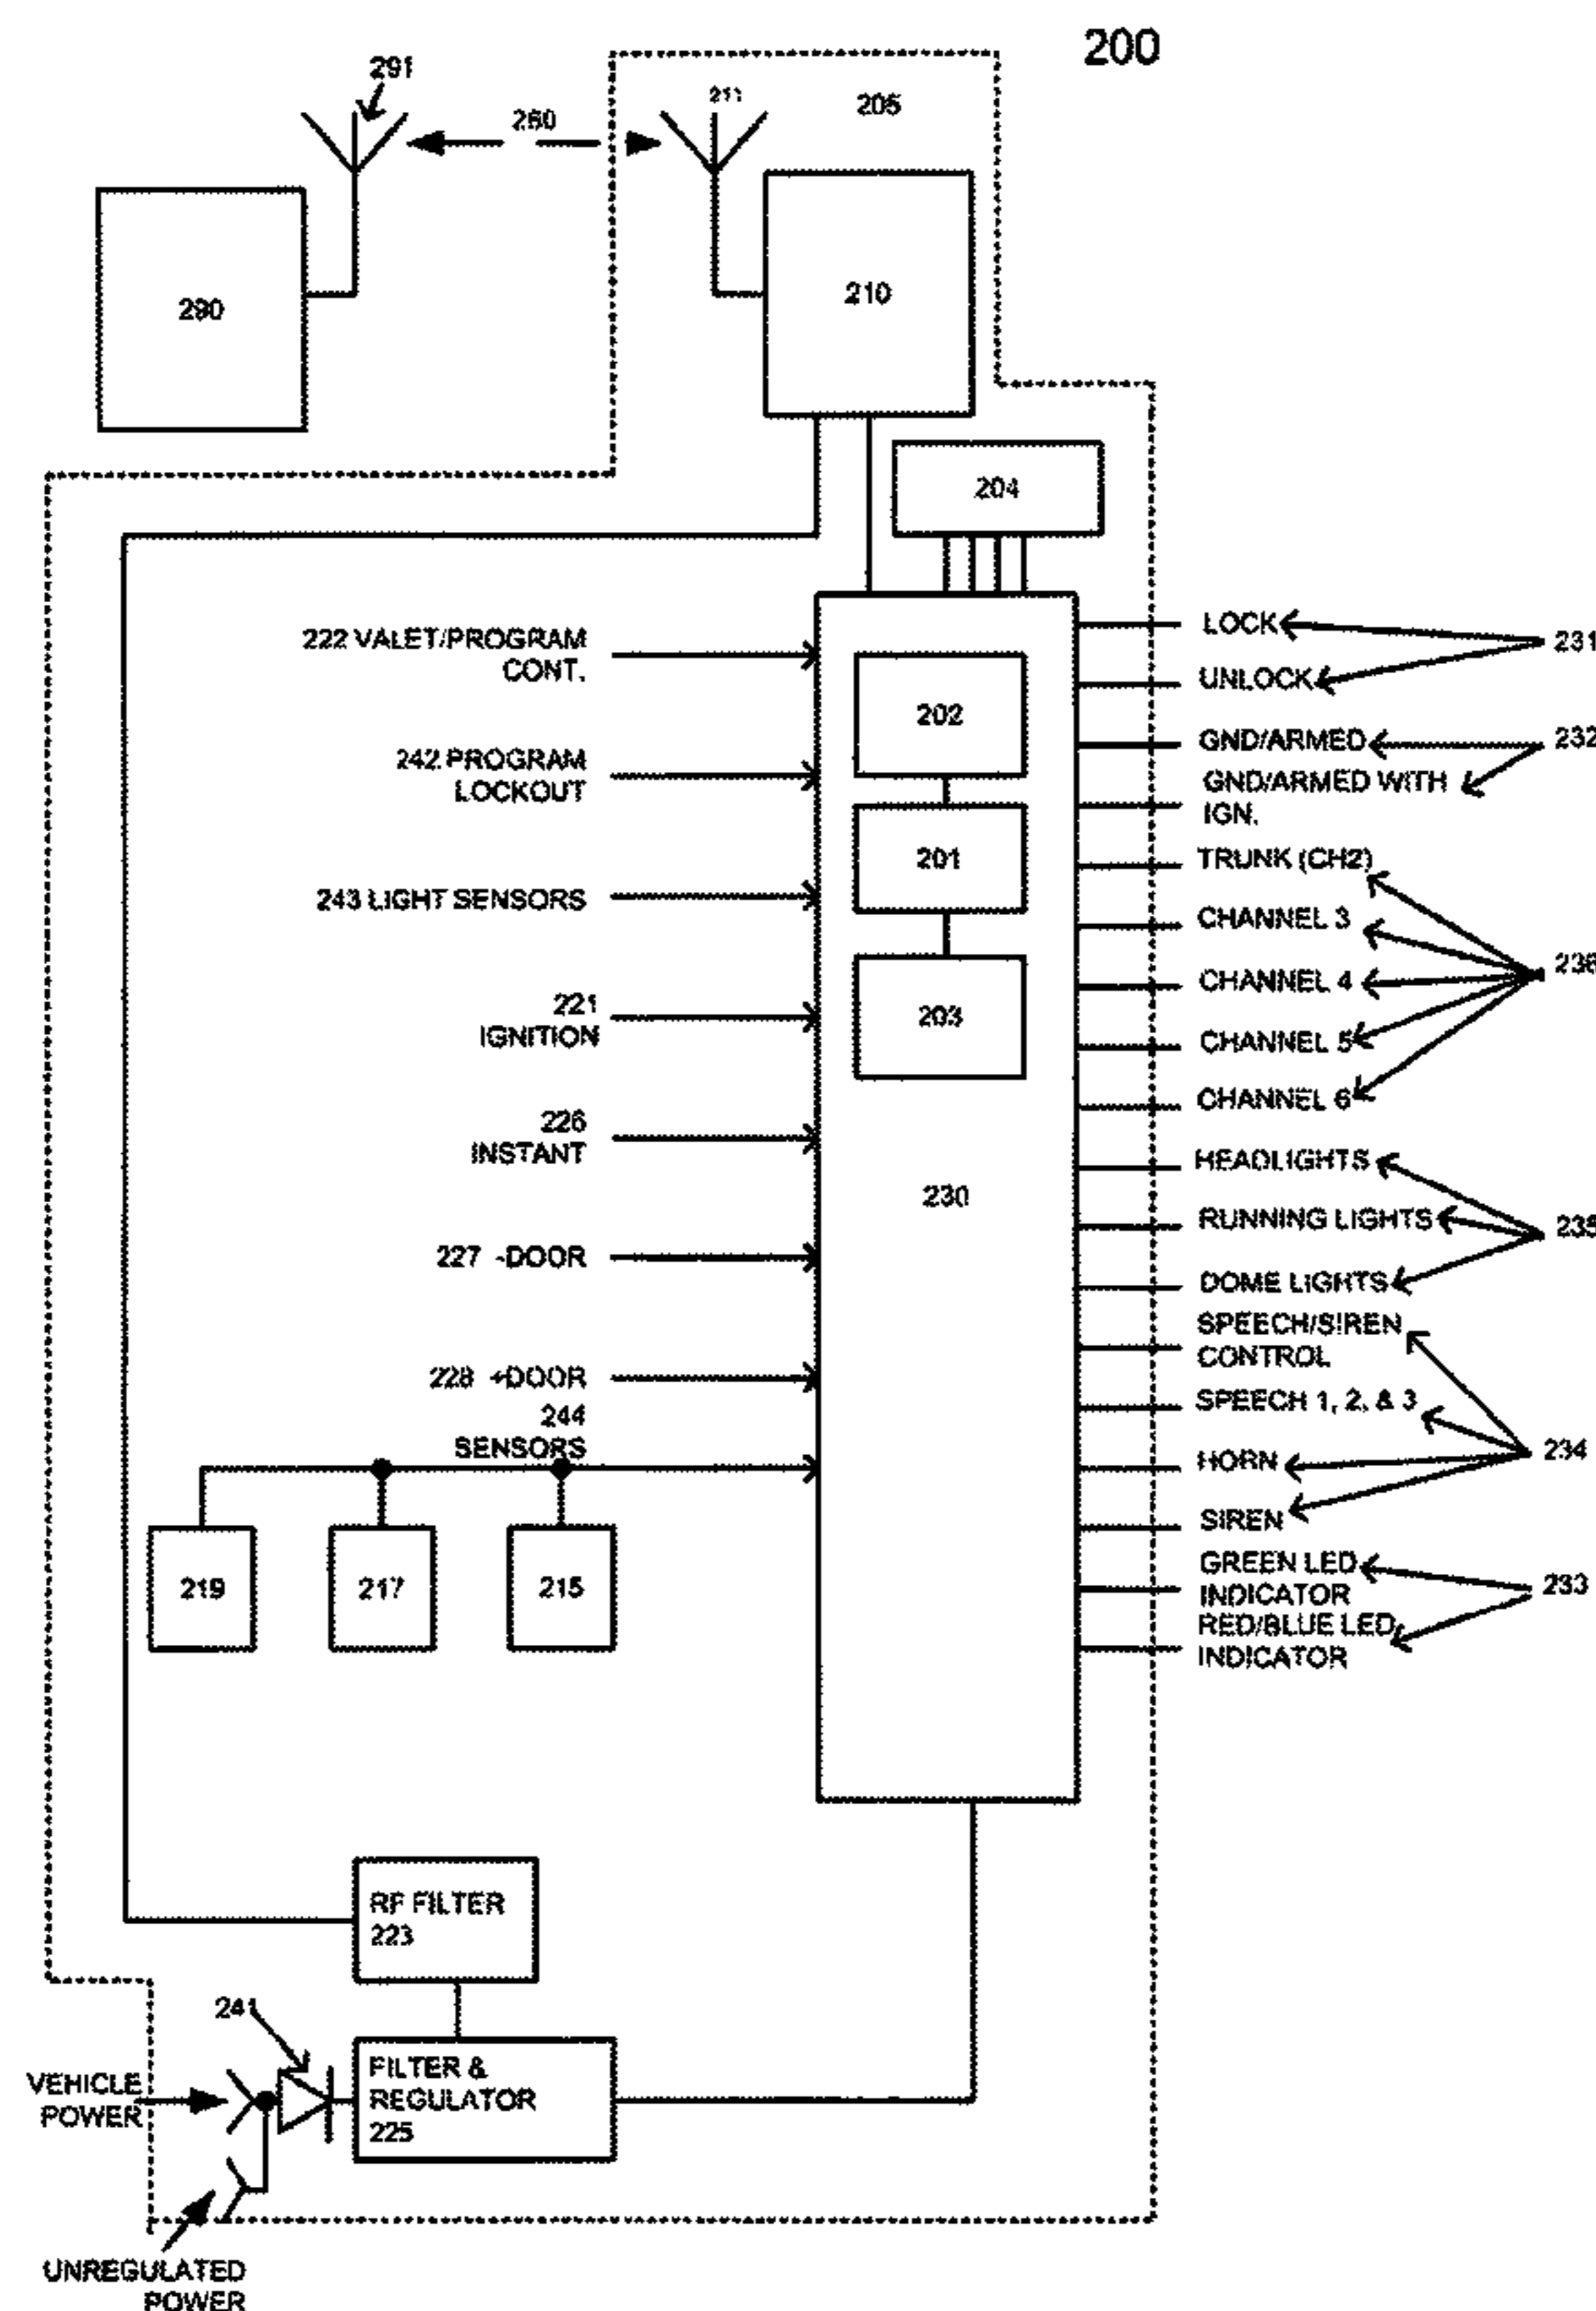 200
291
260
211
205
290
210
204
222 VALET/PROGRAM
CONT.
242 PROGRAM
LOCKOUT
243 LIGHT SENSORS
221
IGNITION
226
INSTANT
227 -DOOR
228 +DOOR
244
SENSORS
219
217
215
202
201
203
230
LOCK
UNLOCK
231
GND/ARMED
GND/ARMED WITH
IGN.
232
TRUNK (CH2)
CHANNEL 3
CHANNEL 4
CHANNEL 5
CHANNEL 6
236
HEADLIGHTS
RUNNING LIGHTS
DOME LIGHTS
235
SPEECH/SIREN
CONTROL
SPEECH 1, 2, & 3
HORN
SIREN
234
GREEN LED
INDICATOR
RED/BLUE LED
INDICATOR
233
RF FILTER
223
241
FILTER &
REGULATOR
225
VEHICLE
POWER
UNREGULATED
POWER